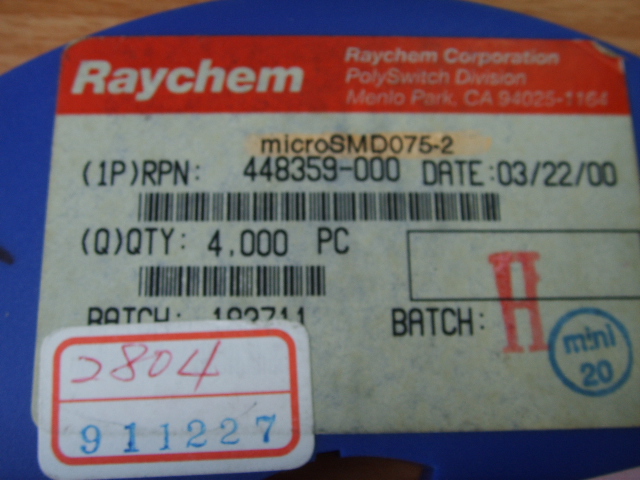 Raychem
Raychem Corporation
PolySwitch Division
Menlo Park, CA 94025-1164
microSMD075-2
(1P)RPN: 448359-000 DATE:03/22/00
(Q)QTY: 4,000 PC
H
BATCH: BATCH:
mini
20
2804
911227